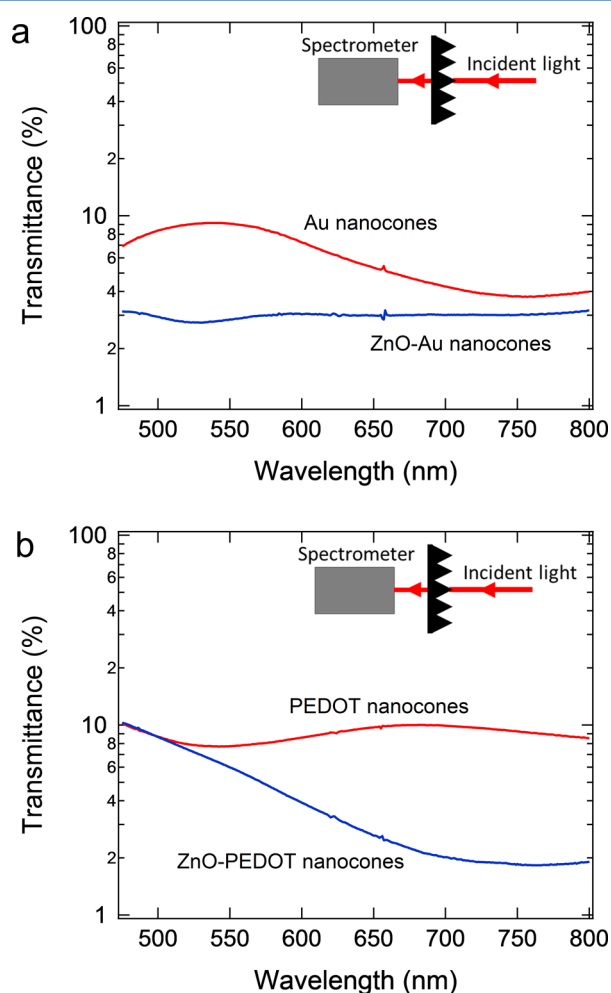 a
100
8
6
4
2
10
8
6
4
2
1
Transmittance (%)
Spectrometer
Incident light
Au nanocones
ZnO-Au nanocones
500 550 600 650 700 750 800
Wavelength (nm)
b
100
8
6
4
2
10
8
6
4
2
1
Transmittance (%)
Spectrometer
Incident light
PEDOT nanocones
ZnO-PEDOT nanocones
500 550 600 650 700 750 800
Wavelength (nm)